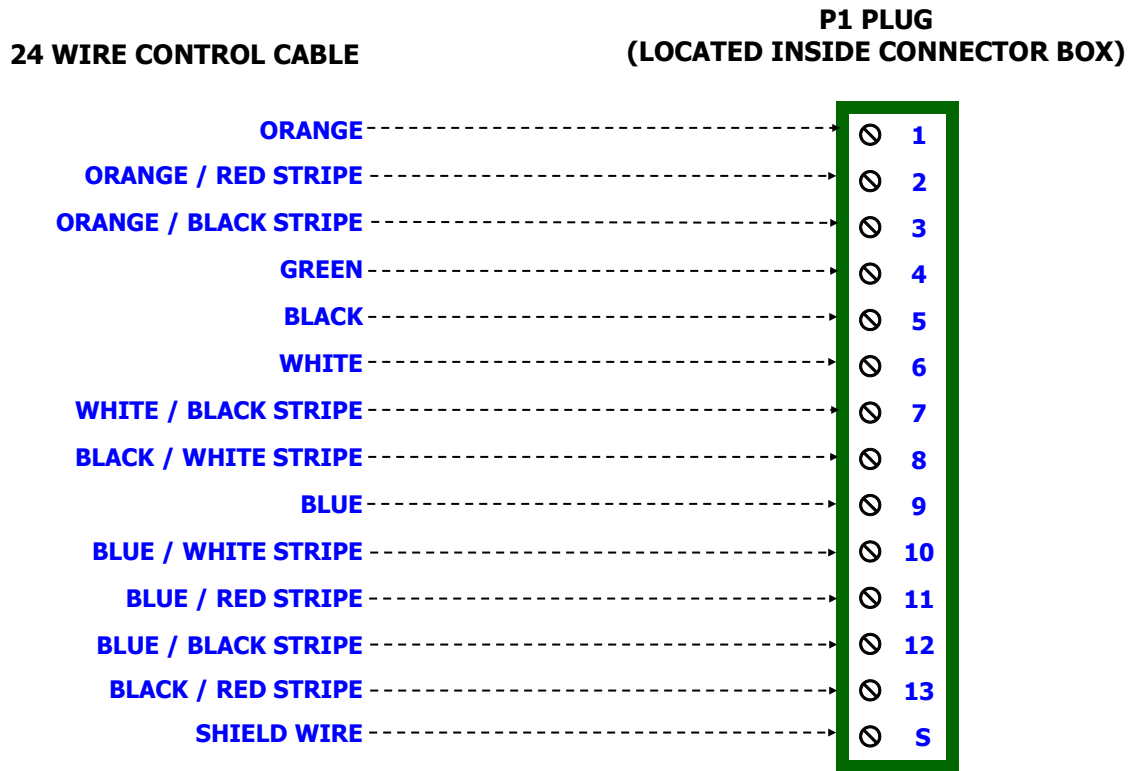 P1 PLUG
24 WIRE CONTROL CABLE
(LOCATED INSIDE CONNECTOR BOX)
ORANGE 1
ORANGE / RED STRIPE 2
ORANGE / BLACK STRIPE 3
GREEN 4
BLACK 5
WHITE 6
WHITE / BLACK STRIPE 7
BLACK / WHITE STRIPE 8
BLUE 9
BLUE / WHITE STRIPE 10
BLUE / RED STRIPE 11
BLUE / BLACK STRIPE 12
BLACK / RED STRIPE 13
SHIELD WIRE S